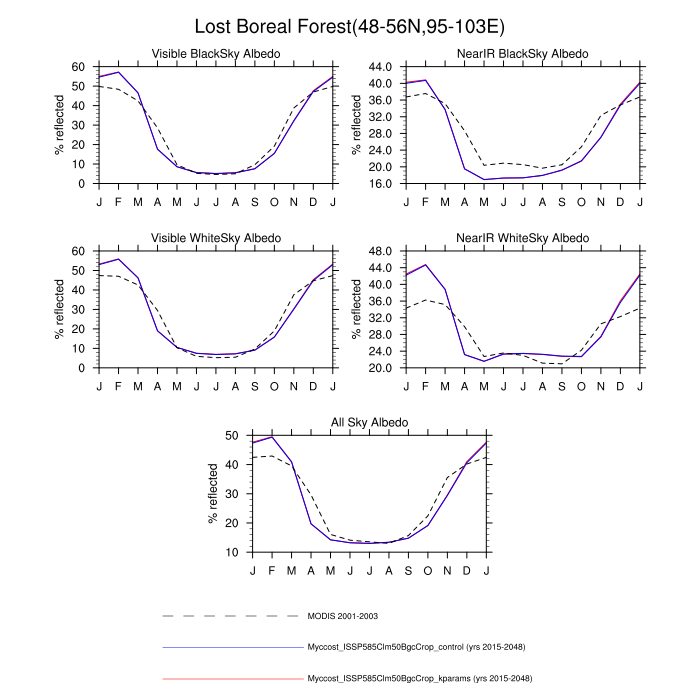 Lost Boreal Forest(48-56N,95-103E)
Visible BlackSky Albedo
% reflected
60
50
40
30
20
10
0
J F M A M J J A S O N D J
NearIR BlackSky Albedo
% reflected
44.0
40.0
36.0
32.0
28.0
24.0
20.0
16.0
J F M A M J J A S O N D J
Visible WhiteSky Albedo
% reflected
60
50
40
30
20
10
0
J F M A M J J A S O N D J
NearIR WhiteSky Albedo
% reflected
48.0
44.0
40.0
36.0
32.0
28.0
24.0
20.0
J F M A M J J A S O N D J
All Sky Albedo
% reflected
50
40
30
20
10
J F M A M J J A S O N D J
MODIS 2001-2003
Myccost_ISSP585Clm50BgcCrop_control (yrs 2015-2048)
Myccost_ISSP585Clm50BgcCrop_kparams (yrs 2015-2048)